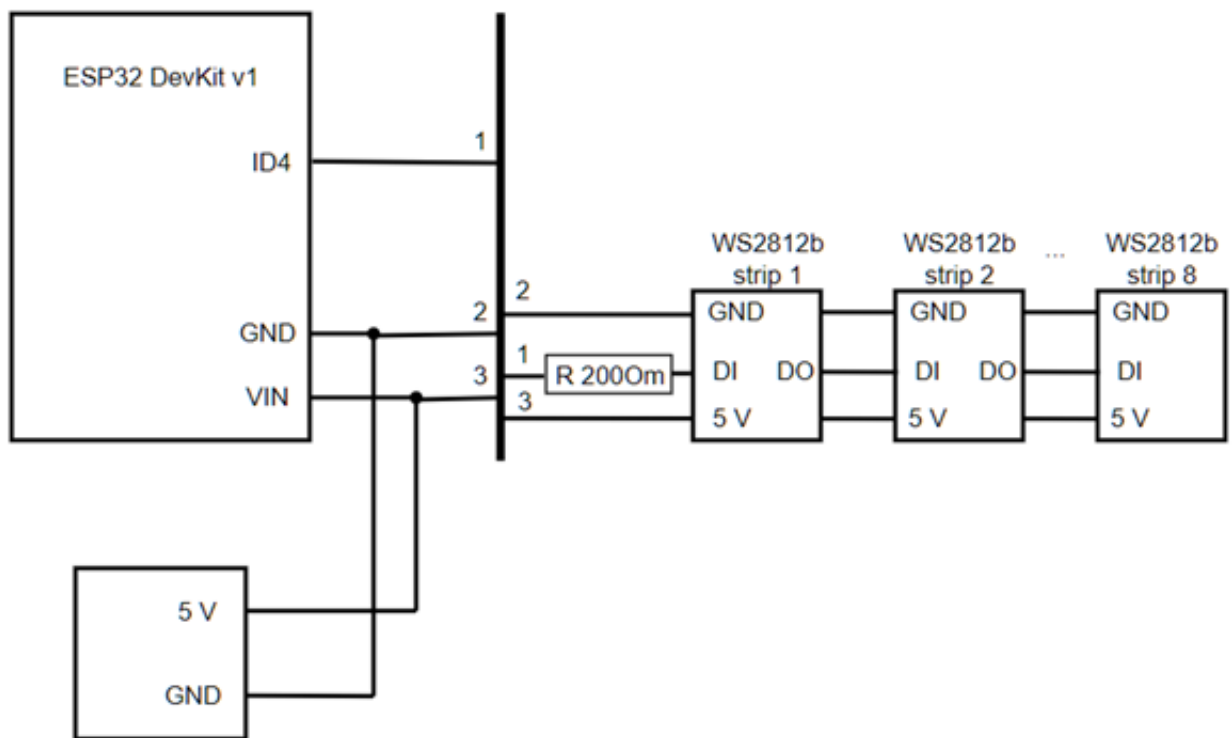 ESP32 DevKit v1
ID4
1
GND
2
VIN
3
2
1
R 200Om
3
WS2812b
strip 1
GND
DI DO
5 V
WS2812b
strip 2
GND
DI DO
5 V
...
WS2812b
strip 8
GND
DI
5 V
5 V
GND